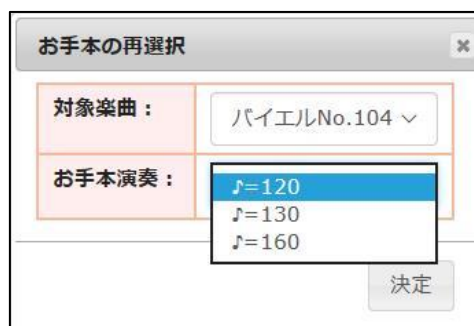 お手本の再選択
対象楽曲：
バイエルNo.104
お手本演奏：
♪=120
♪=130
♪=160
決定